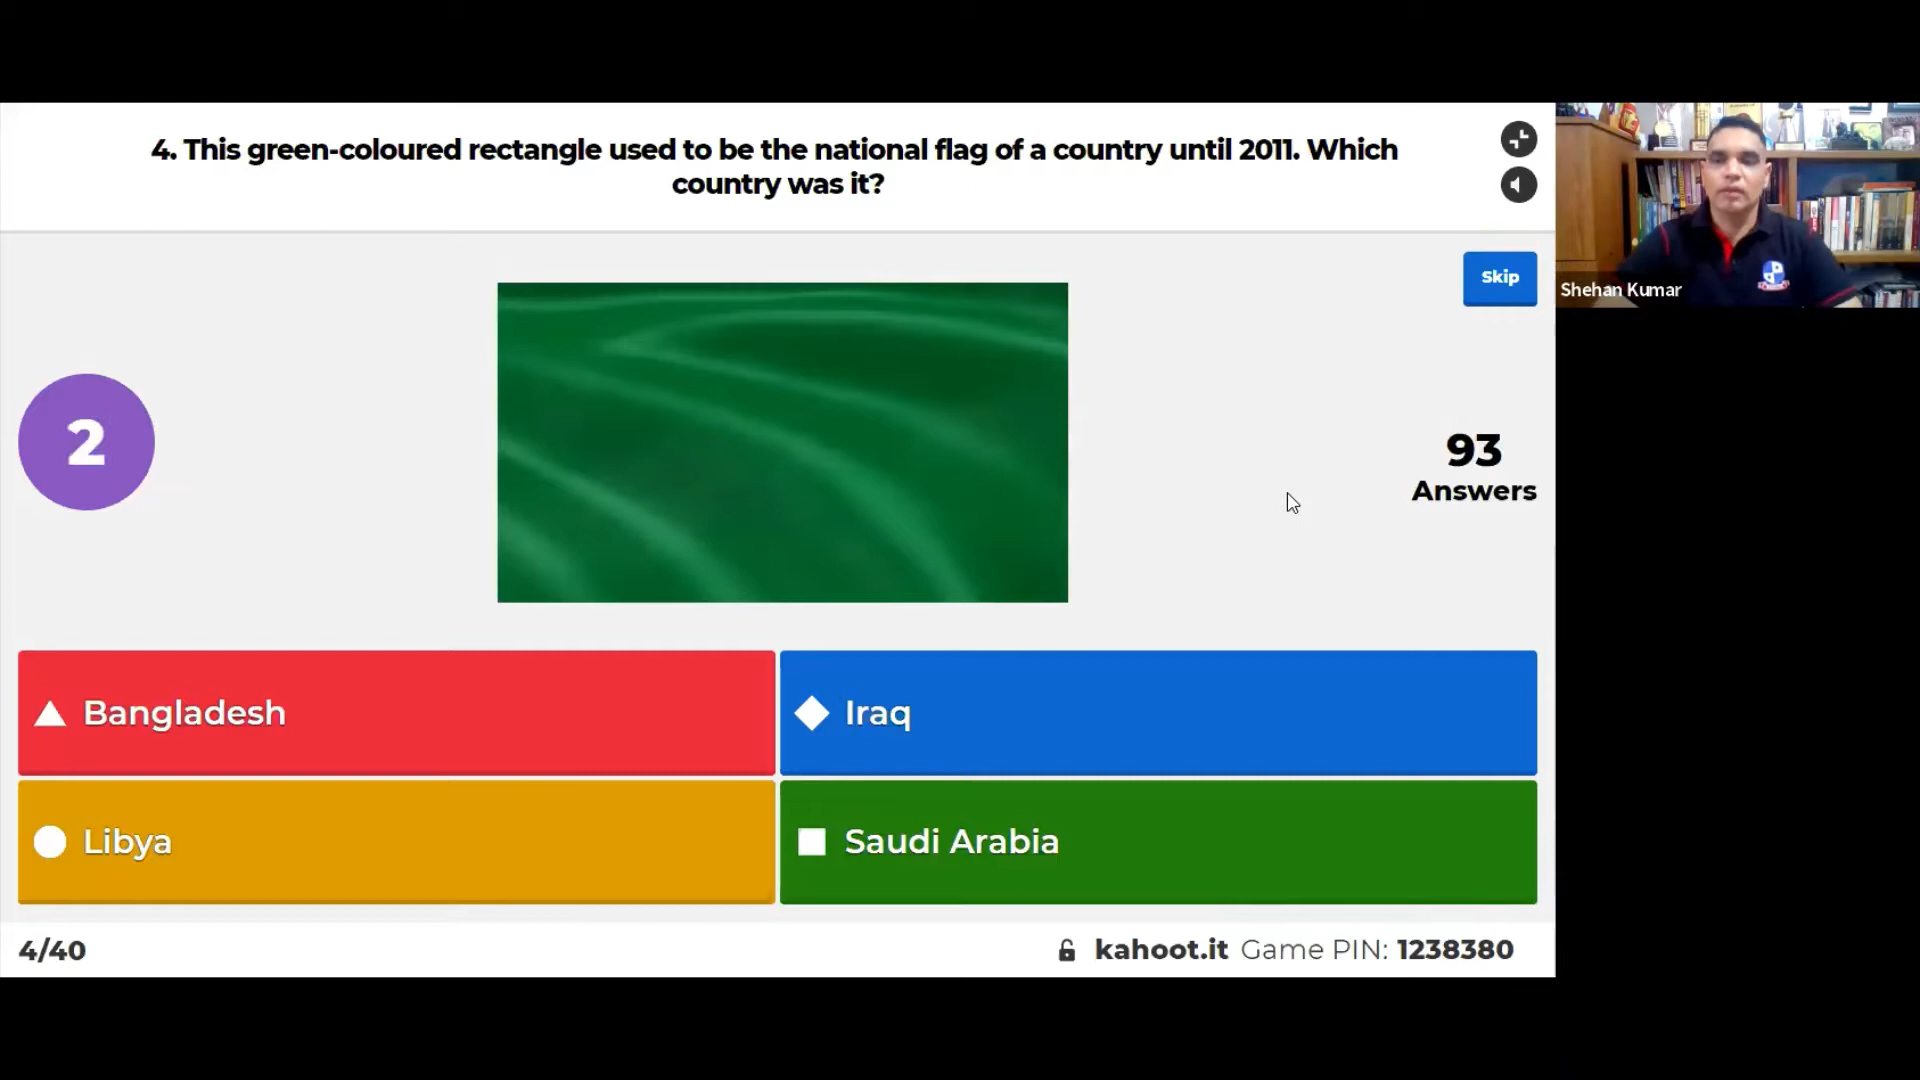 4. This green-coloured rectangle used to be the national flag of a country until 2011. Which
country was it?
Skip
Shehan Kumar
2
93
Answers
Bangladesh
Iraq
Libya
Saudi Arabia
4/40
kahoot.it Game PIN: 1238380